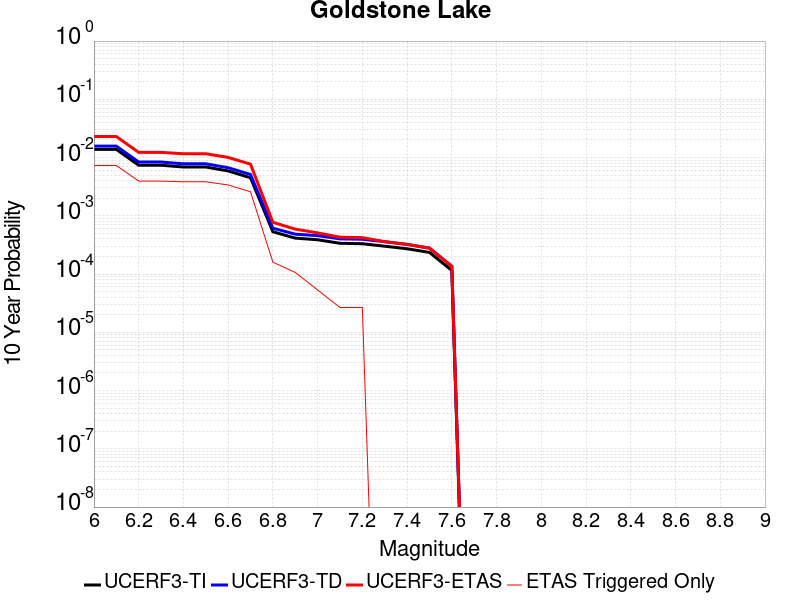 Goldstone Lake
10^0
10^-1
10^-2
10^-3
10^-4
10^-5
10^-6
10^-7
10^-8
10 Year Probability
6 6.2 6.4 6.6 6.8 7 7.2 7.4 7.6 7.8 8 8.2 8.4 8.6 8.8 9
Magnitude
UCERF3-TI UCERF3-TD UCERF3-ETAS ETAS Triggered Only